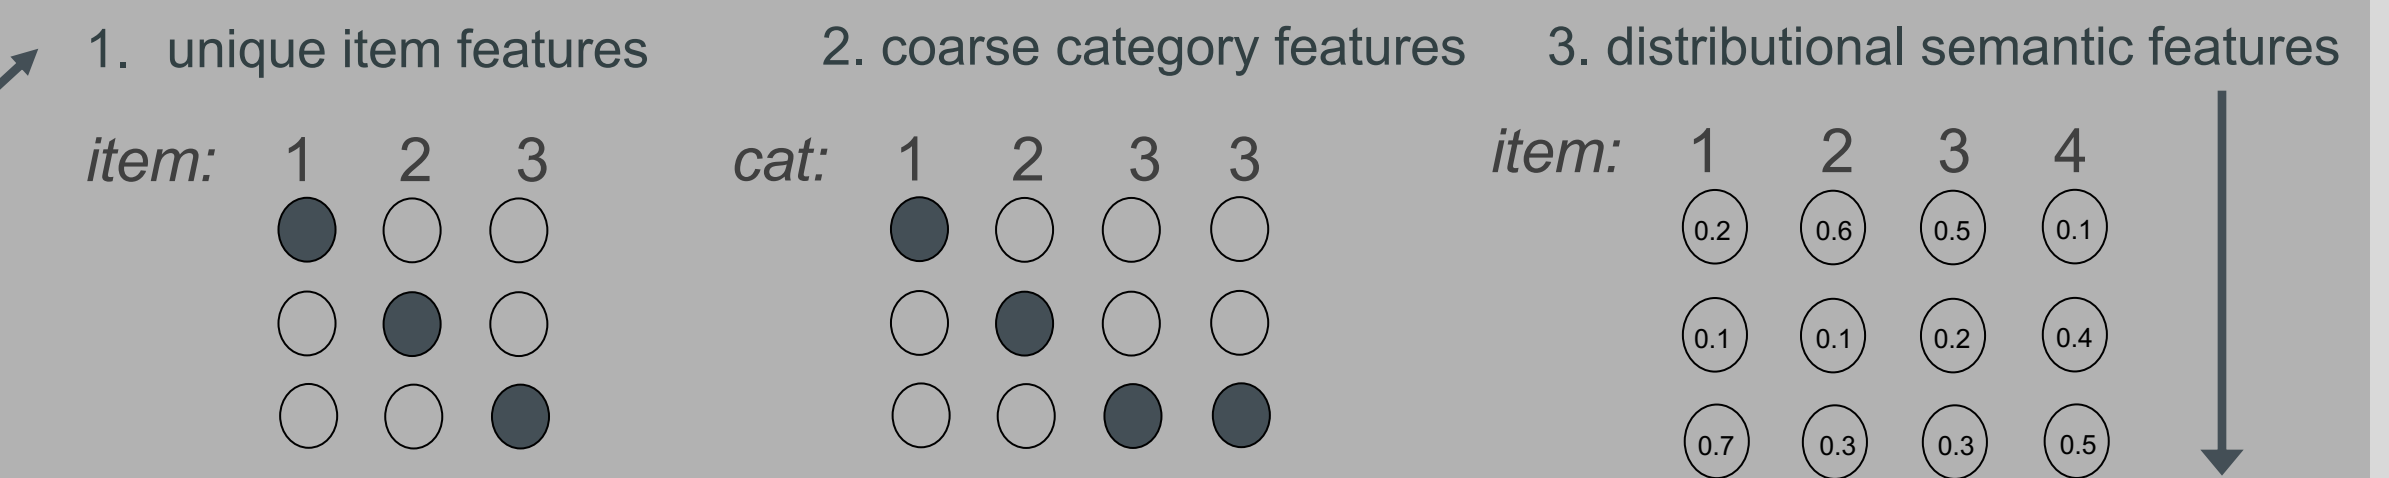 1. unique item features
item: 1 2 3
2. coarse category features
cat: 1 2 3 3
3. distributional semantic features
item: 1 2 3 4
0.2 0.6 0.5 0.1
0.1 0.1 0.2 0.4
0.7 0.3 0.3 0.5